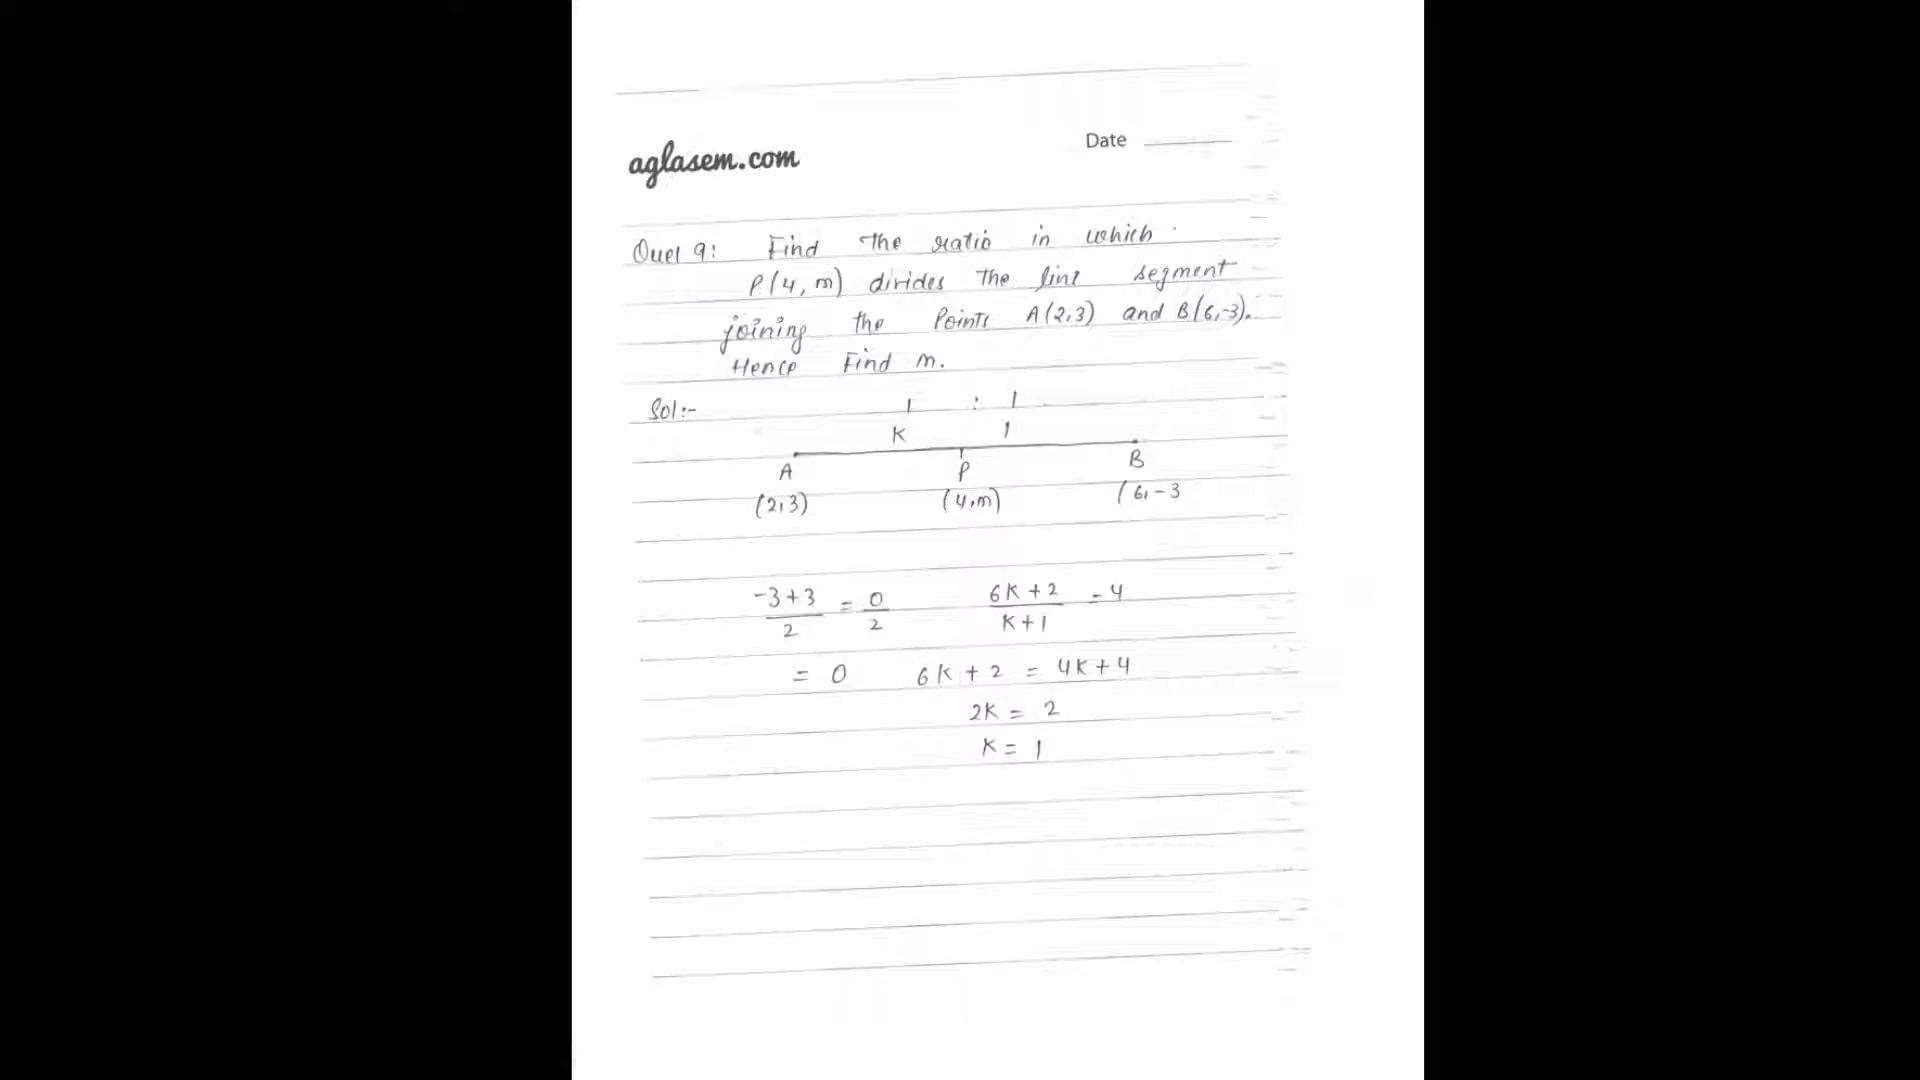 aglasem.com
Date
Ques 9: Find the ratio in which
P(4, m) divides the line segment
joining the Points A(2,3) and B(6,-3).
Hence Find m.
Sol:-
1 : 1
K 1
A P B
(2,3) (4,m) (6,-3
-3+3/2 = 0/2 6K+2/K+1 = 4
= 0 6K + 2 = 4K+4
2K = 2
K = 1